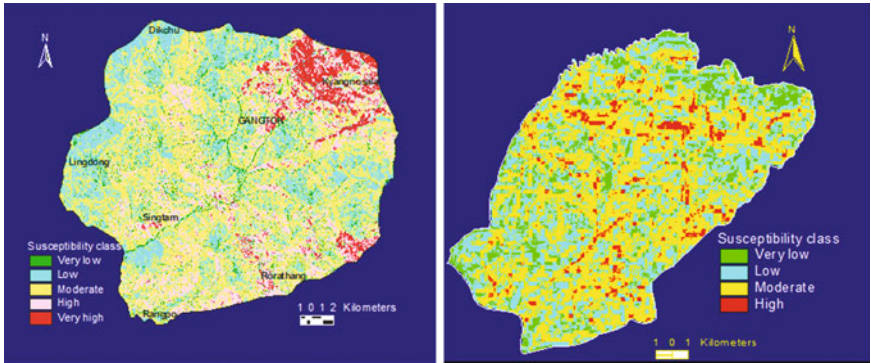 N
Dikchu
Kyangnosala
GANGTOK
Lingdong
Singtam
Rorathang
Rangpo
Susceptibility class
Very low
Low
Moderate
High
Very high
1 0 1 2 Kilometers
N
Susceptibility class
Very low
Low
Moderate
High
1 0 1 Kilometers